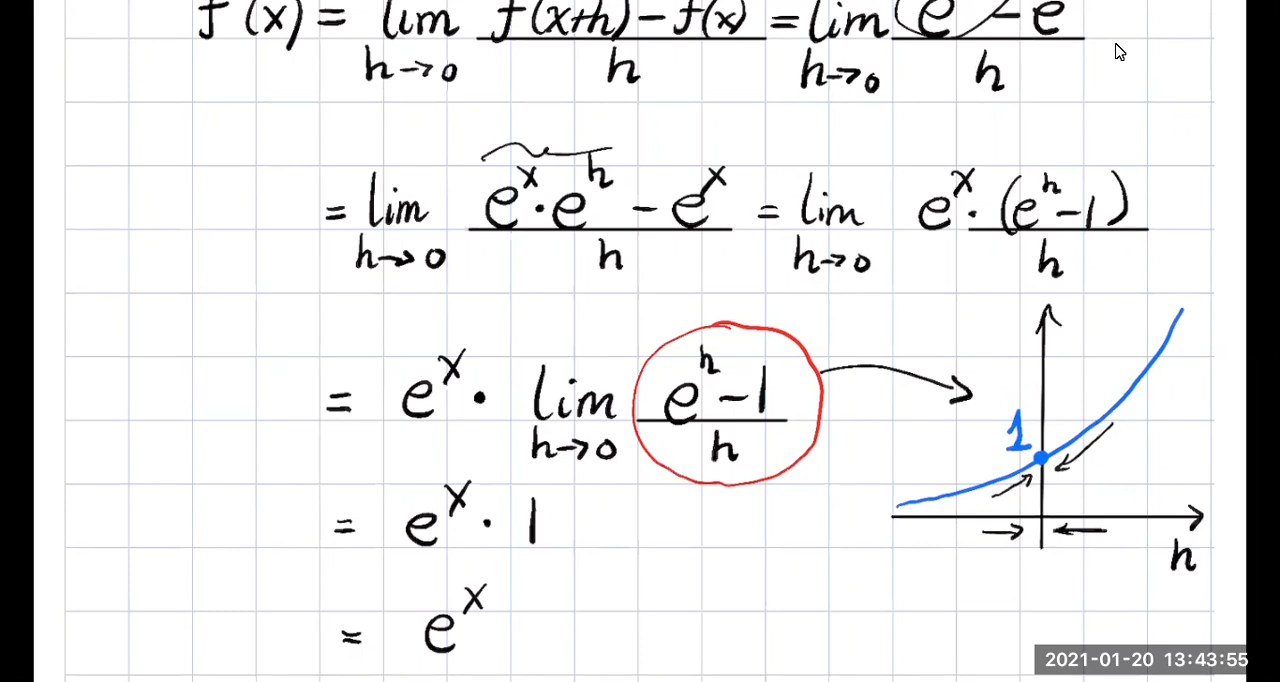 f'(x) = lim f(x+h) - f(x) = lim e - e
h→0 h h→0 h
= lim e^x · e^h - e^x = lim e^x · (e^h - 1)
h→0 h h→0 h
= e^x · lim e^h - 1
h→0 h
1
= e^x · 1
h
= e^x
2021-01-20 13:43:55